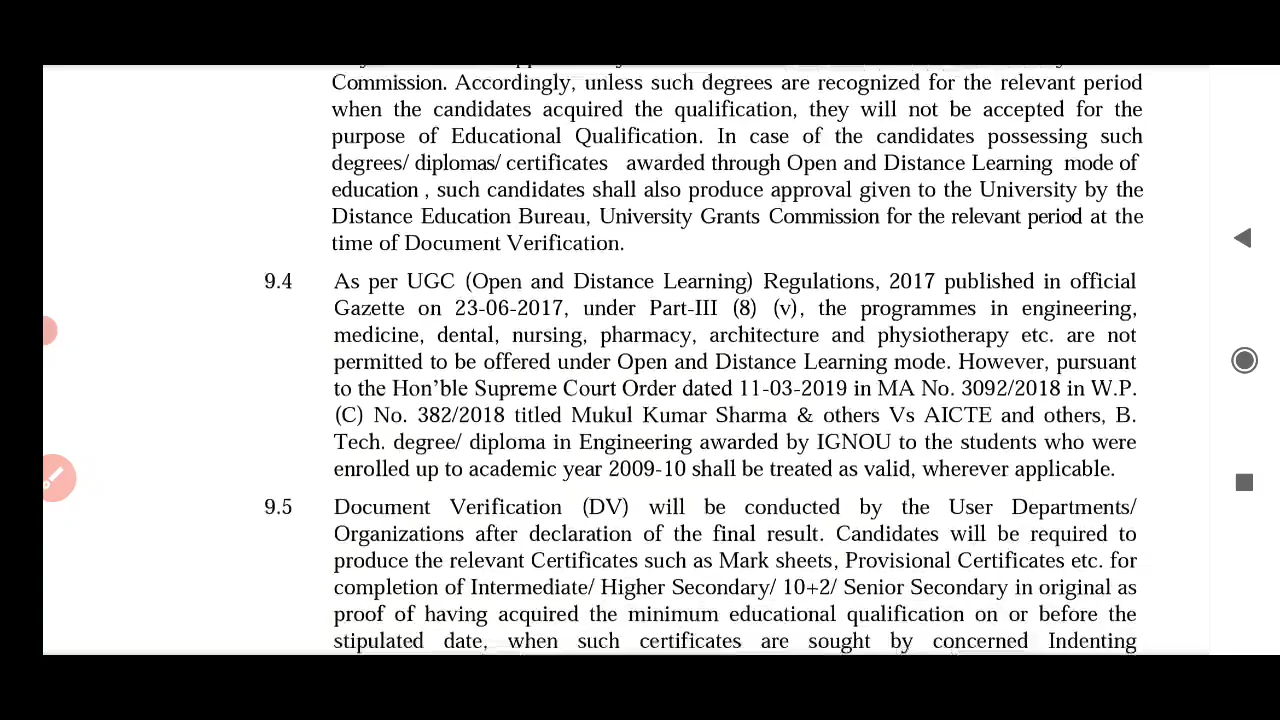 Commission. Accordingly, unless such degrees are recognized for the relevant period
when the candidates acquired the qualification, they will not be accepted for the
purpose of Educational Qualification. In case of the candidates possessing such
degrees/ diplomas/ certificates awarded through Open and Distance Learning mode of
education , such candidates shall also produce approval given to the University by the
Distance Education Bureau, University Grants Commission for the relevant period at the
time of Document Verification.
9.4 As per UGC (Open and Distance Learning) Regulations, 2017 published in official
Gazette on 23-06-2017, under Part-III (8) (v), the programmes in engineering,
medicine, dental, nursing, pharmacy, architecture and physiotherapy etc. are not
permitted to be offered under Open and Distance Learning mode. However, pursuant
to the Hon’ble Supreme Court Order dated 11-03-2019 in MA No. 3092/2018 in W.P.
(C) No. 382/2018 titled Mukul Kumar Sharma & others Vs AICTE and others, B.
Tech. degree/ diploma in Engineering awarded by IGNOU to the students who were
enrolled up to academic year 2009-10 shall be treated as valid, wherever applicable.
9.5 Document Verification (DV) will be conducted by the User Departments/
Organizations after declaration of the final result. Candidates will be required to
produce the relevant Certificates such as Mark sheets, Provisional Certificates etc. for
completion of Intermediate/ Higher Secondary/ 10+2/ Senior Secondary in original as
proof of having acquired the minimum educational qualification on or before the
stipulated date, when such certificates are sought by concerned Indenting